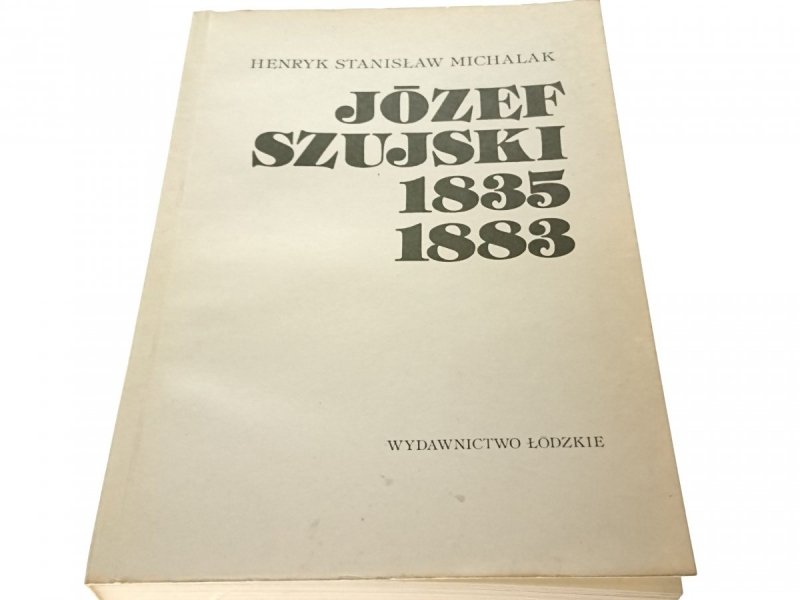 HENRYK STANISŁAW MICHALAK
JÓZEF
SZUJSKI
1835
1883
WYDAWNICTWO ŁÓDZKIE